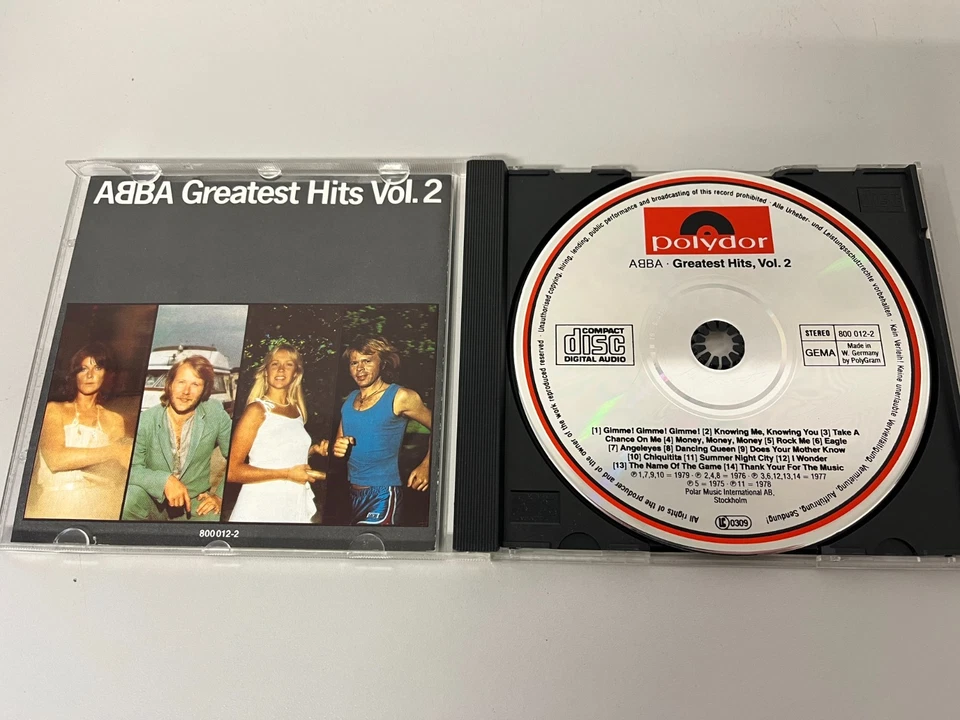 AᗺBA Greatest Hits Vol. 2
800 012-2
Unauthorised copying, hiring, lending, public performance and broadcasting of this record prohibited · Alle Urheber- und Leistungsschutzrechte vorbehalten · Kein Verleih! Keine unerlaubte Vervielfältigung, Vermietung, Aufführung, Sendung!
All rights of the producer and of the owner of the work reproduced reserved ·
polydor
AᗺBA · Greatest Hits, Vol. 2
COMPACT
disc
DIGITAL AUDIO
STEREO 800 012-2
GEMA
Made in
W. Germany
by PolyGram
[1] Gimme! Gimme! Gimme! [2] Knowing Me, Knowing You [3] Take A
Chance On Me [4] Money, Money, Money [5] Rock Me [6] Eagle
[7] Angeleyes [8] Dancing Queen [9] Does Your Mother Know
[10] Chiquitita [11] Summer Night City [12] I Wonder
[13] The Name Of The Game [14] Thank Your For The Music
℗ 1,7,9,10 = 1979 · ℗ 2,4,8 = 1976 · ℗ 3,6,12,13,14 = 1977
℗ 5 = 1975 · ℗ 11 = 1978
Polar Music International AB,
Stockholm
LC 0309